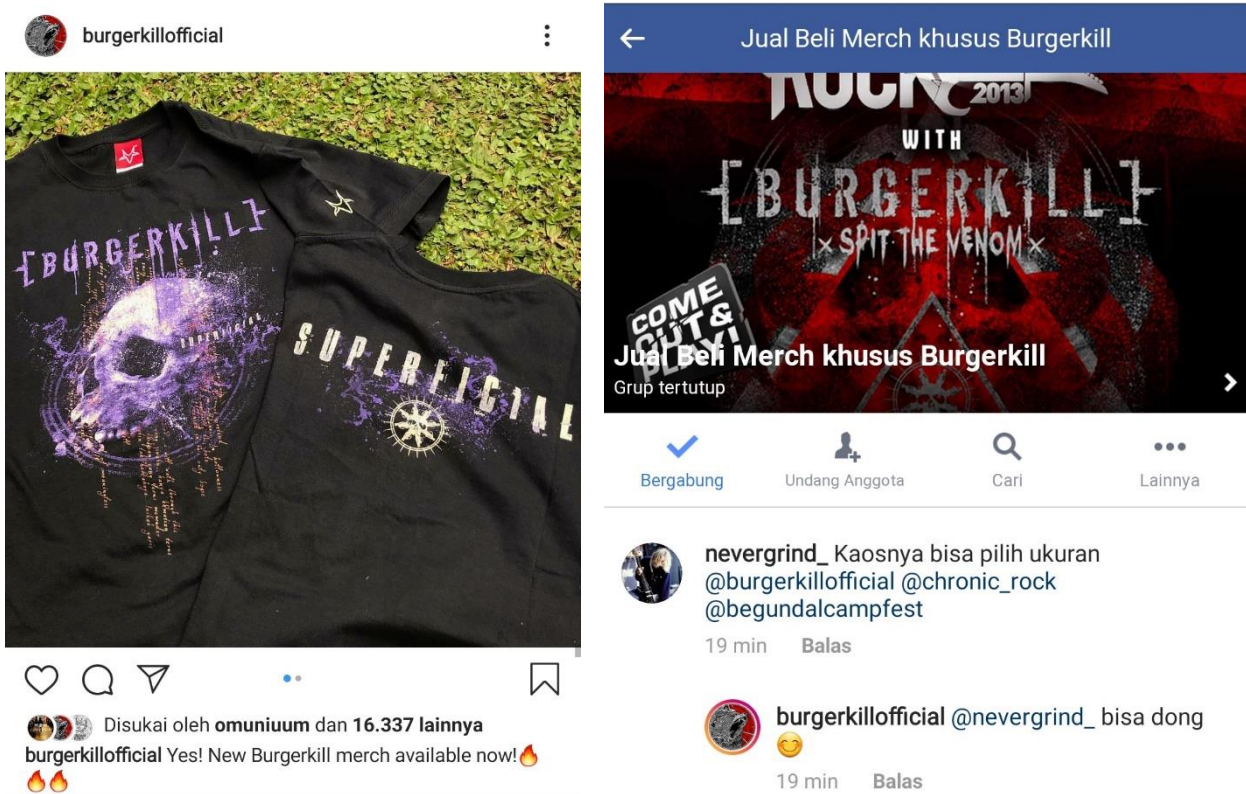 burgerkillofficial
{BURGERKILL}
SUPERFICIAL
SUPERFICIAL
Disukai oleh omuniuum dan 16.337 lainnya
burgerkillofficial Yes! New Burgerkill merch available now!🔥
🔥🔥
Jual Beli Merch khusus Burgerkill
ROCK
2013
WITH
{BURGERKILL}
×SPIT THE VENOM×
COME
OUT &
PLAY!
Jual Beli Merch khusus Burgerkill
Grup tertutup
Bergabung
Undang Anggota
Cari
Lainnya
nevergrind_ Kaosnya bisa pilih ukuran
@burgerkillofficial @chronic_rock
@begundalcampfest
19 min Balas
burgerkillofficial @nevergrind_ bisa dong
😊
19 min Balas